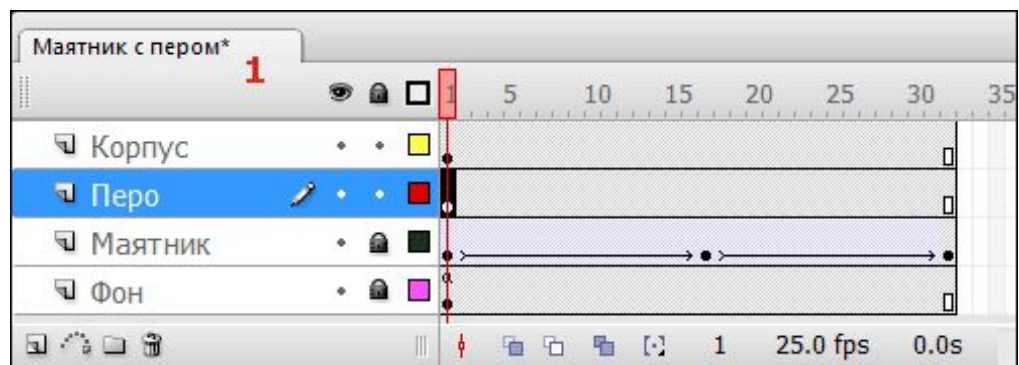 Маятник с пером*
1
1 5 10 15 20 25 30 35
Корпус
Перо
Маятник
Фон
a
1 25.0 fps 0.0s